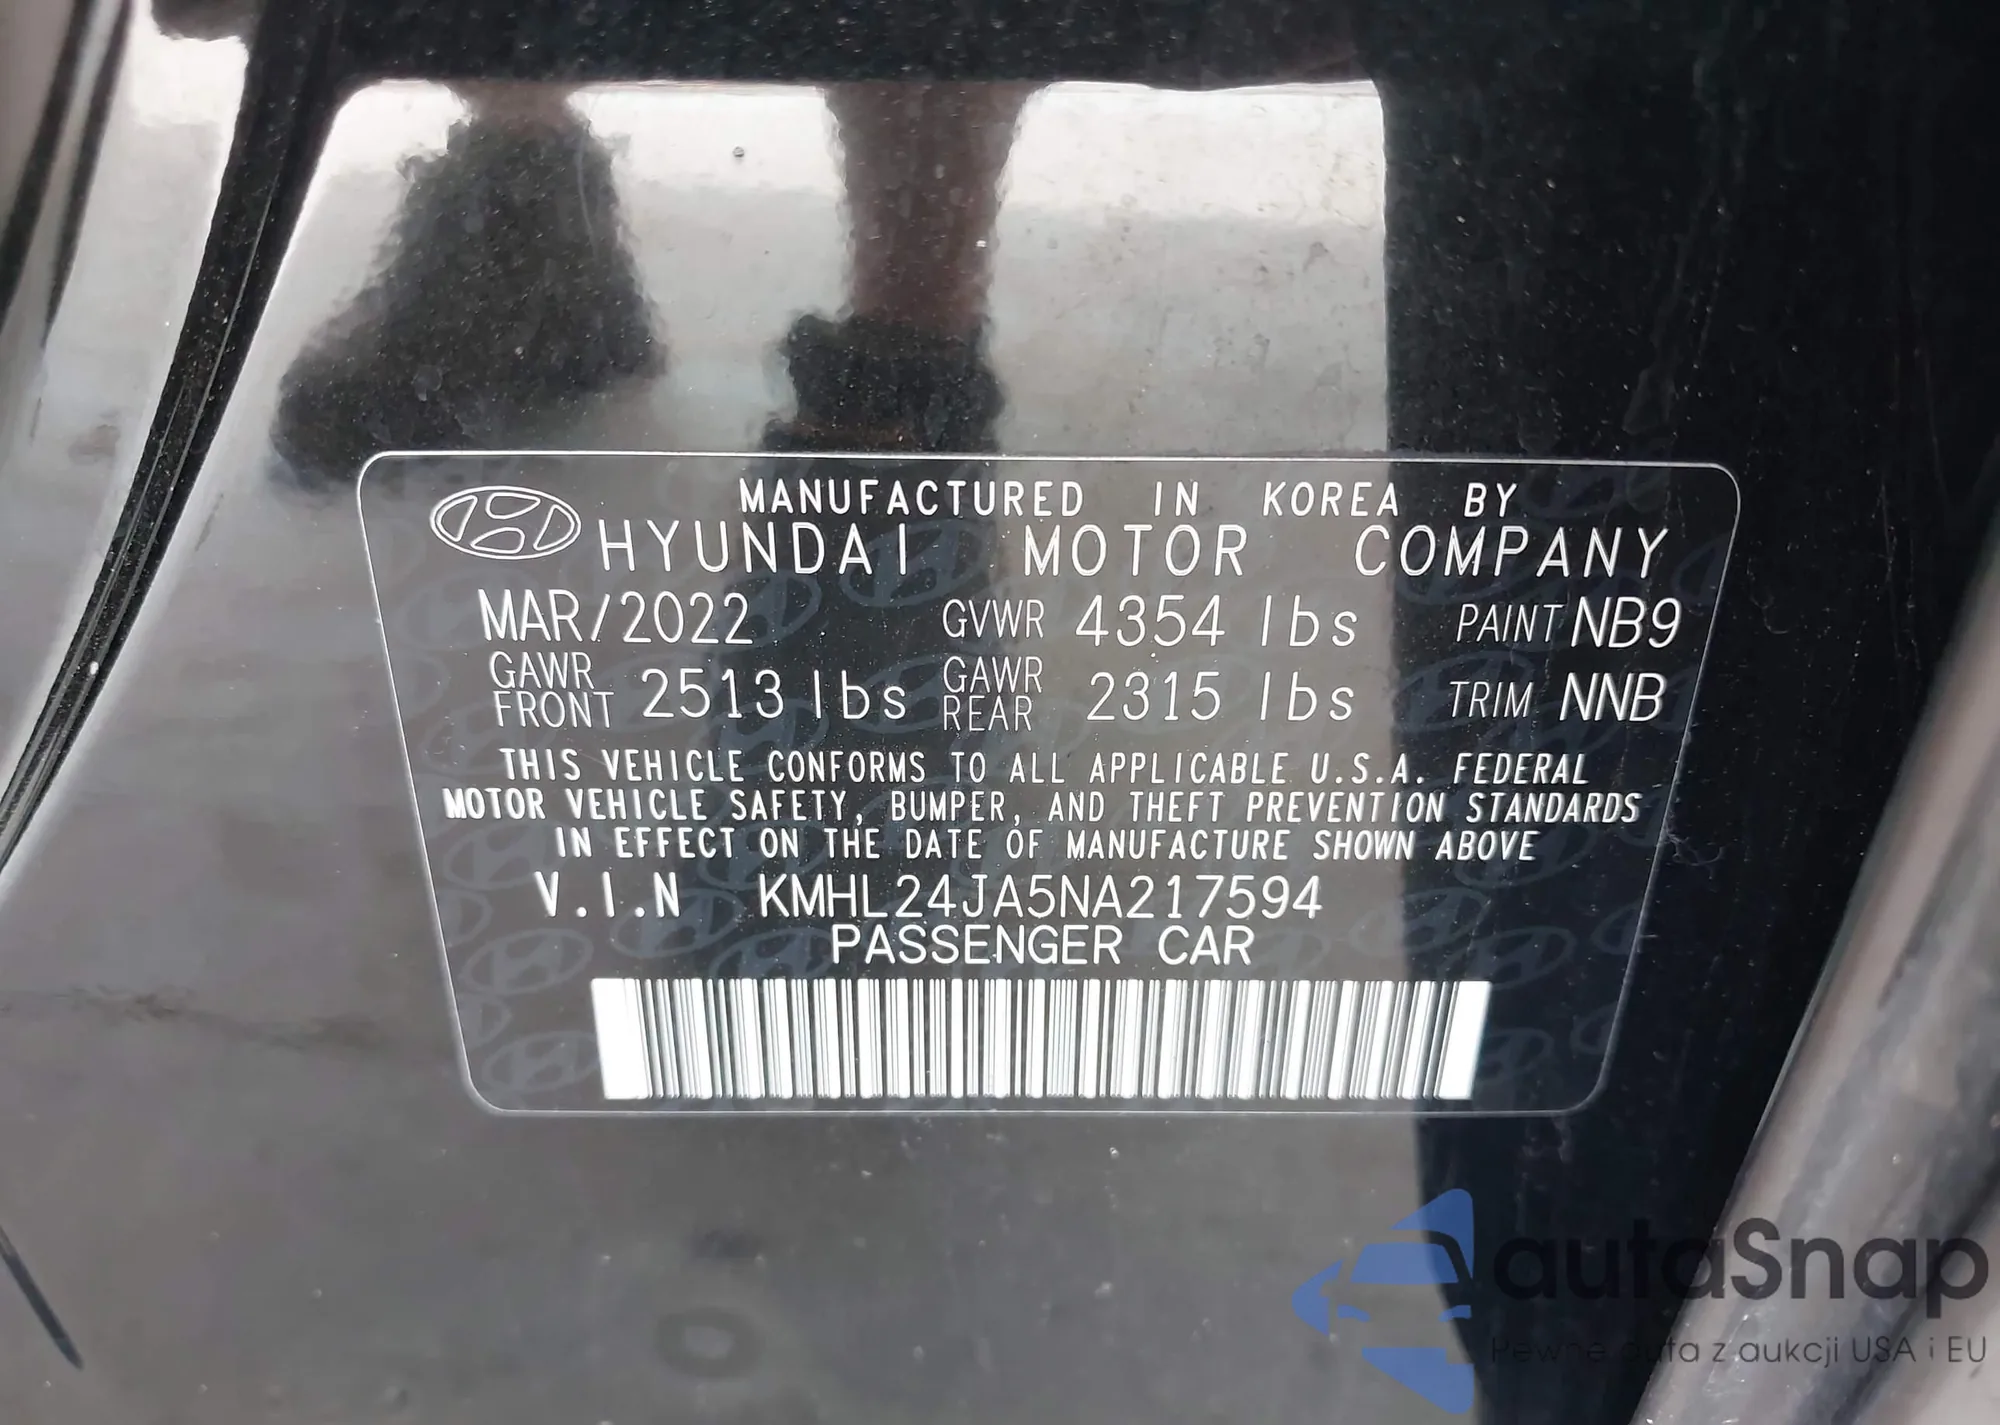 MANUFACTURED IN KOREA BY
HYUNDAI MOTOR COMPANY
MAR/2022 GVWR 4354 lbs PAINT NB9
GAWR FRONT 2513 lbs GAWR REAR 2315 lbs TRIM NNB
THIS VEHICLE CONFORMS TO ALL APPLICABLE U.S.A. FEDERAL
MOTOR VEHICLE SAFETY, BUMPER, AND THEFT PREVENTION STANDARDS
IN EFFECT ON THE DATE OF MANUFACTURE SHOWN ABOVE
V.I.N KMHL24JA5NA217594
PASSENGER CAR
autaSnap
Pewne auta z aukcji USA i EU